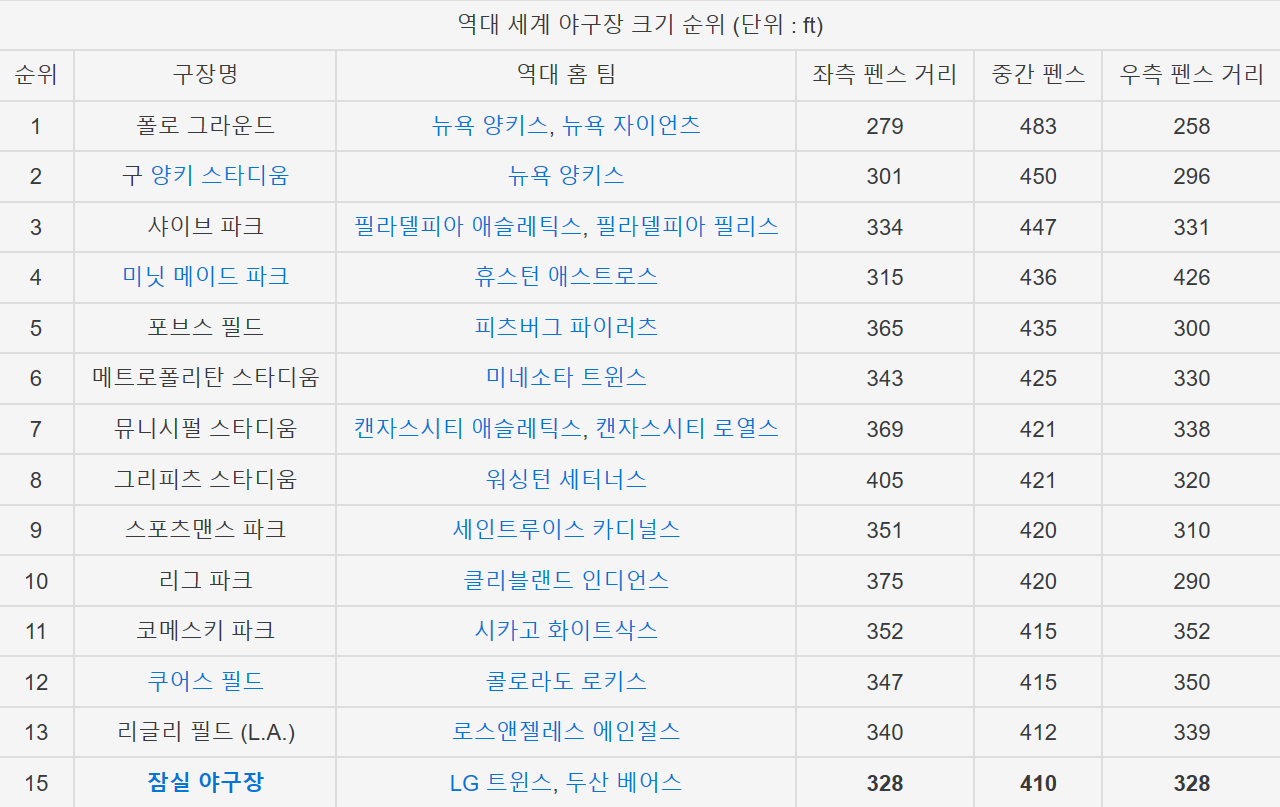 역대 세계 야구장 크기 순위 (단위 : ft)
순위 구장명 역대 홈 팀 좌측 펜스 거리 중간 펜스 우측 펜스 거리
1 폴로 그라운드 뉴욕 양키스, 뉴욕 자이언츠 279 483 258
2 구 양키 스타디움 뉴욕 양키스 301 450 296
3 샤이브 파크 필라델피아 애슬레틱스, 필라델피아 필리스 334 447 331
4 미닛 메이드 파크 휴스턴 애스트로스 315 436 426
5 포브스 필드 피츠버그 파이러츠 365 435 300
6 메트로폴리탄 스타디움 미네소타 트윈스 343 425 330
7 뮤니시펄 스타디움 캔자스시티 애슬레틱스, 캔자스시티 로열스 369 421 338
8 그리피츠 스타디움 워싱턴 세터너스 405 421 320
9 스포츠맨스 파크 세인트루이스 카디널스 351 420 310
10 리그 파크 클리블랜드 인디언스 375 420 290
11 코메스키 파크 시카고 화이트삭스 352 415 352
12 쿠어스 필드 콜로라도 로키스 347 415 350
13 리글리 필드 (L.A.) 로스앤젤레스 에인절스 340 412 339
15 잠실 야구장 LG 트윈스, 두산 베어스 328 410 328